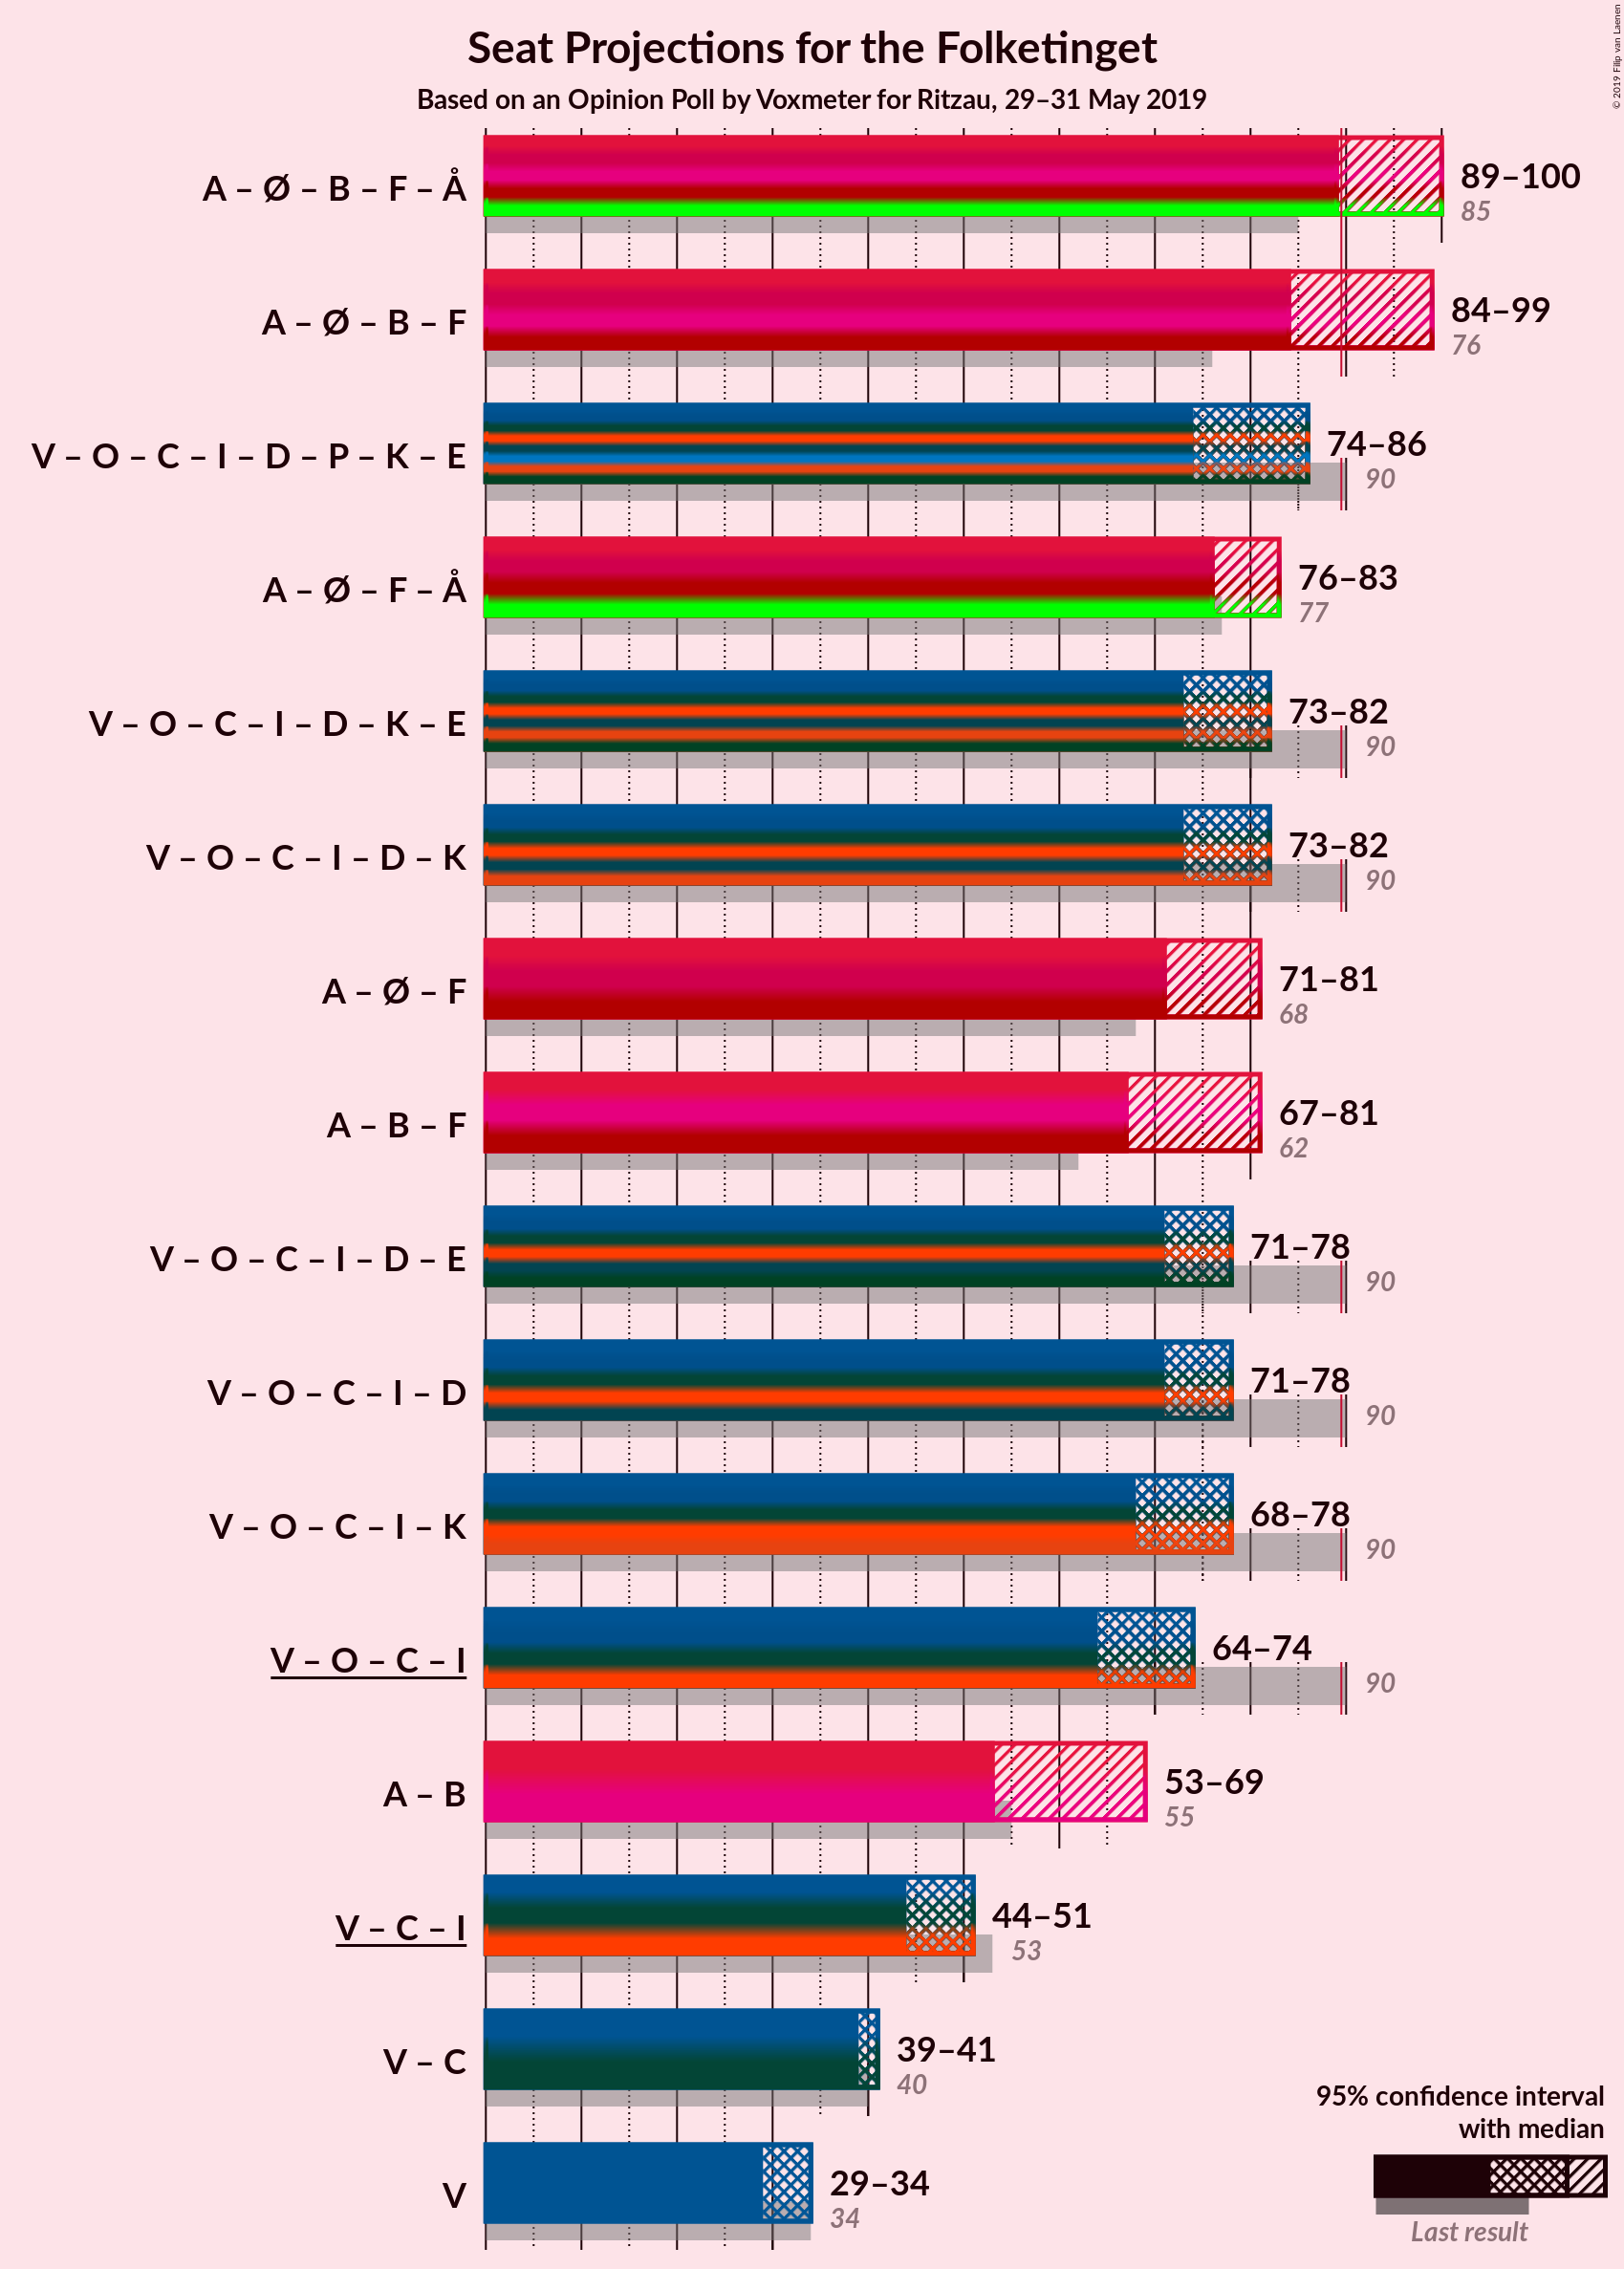 Seat Projections for the Folketinget
Based on an Opinion Poll by Voxmeter for Ritzau, 29–31 May 2019
© 2019 Filip van Laenen
A – Ø – B – F – Å
89–100
85
A – Ø – B – F
84–99
76
V – O – C – I – D – P – K – E
74–86
90
A – Ø – F – Å
76–83
77
V – O – C – I – D – K – E
73–82
90
V – O – C – I – D – K
73–82
90
A – Ø – F
71–81
68
A – B – F
67–81
62
V – O – C – I – D – E
71–78
90
V – O – C – I – D
71–78
90
V – O – C – I – K
68–78
90
V – O – C – I
64–74
90
A – B
53–69
55
V – C – I
44–51
53
V – C
39–41
40
V
29–34
34
95% confidence interval
with median
Last result